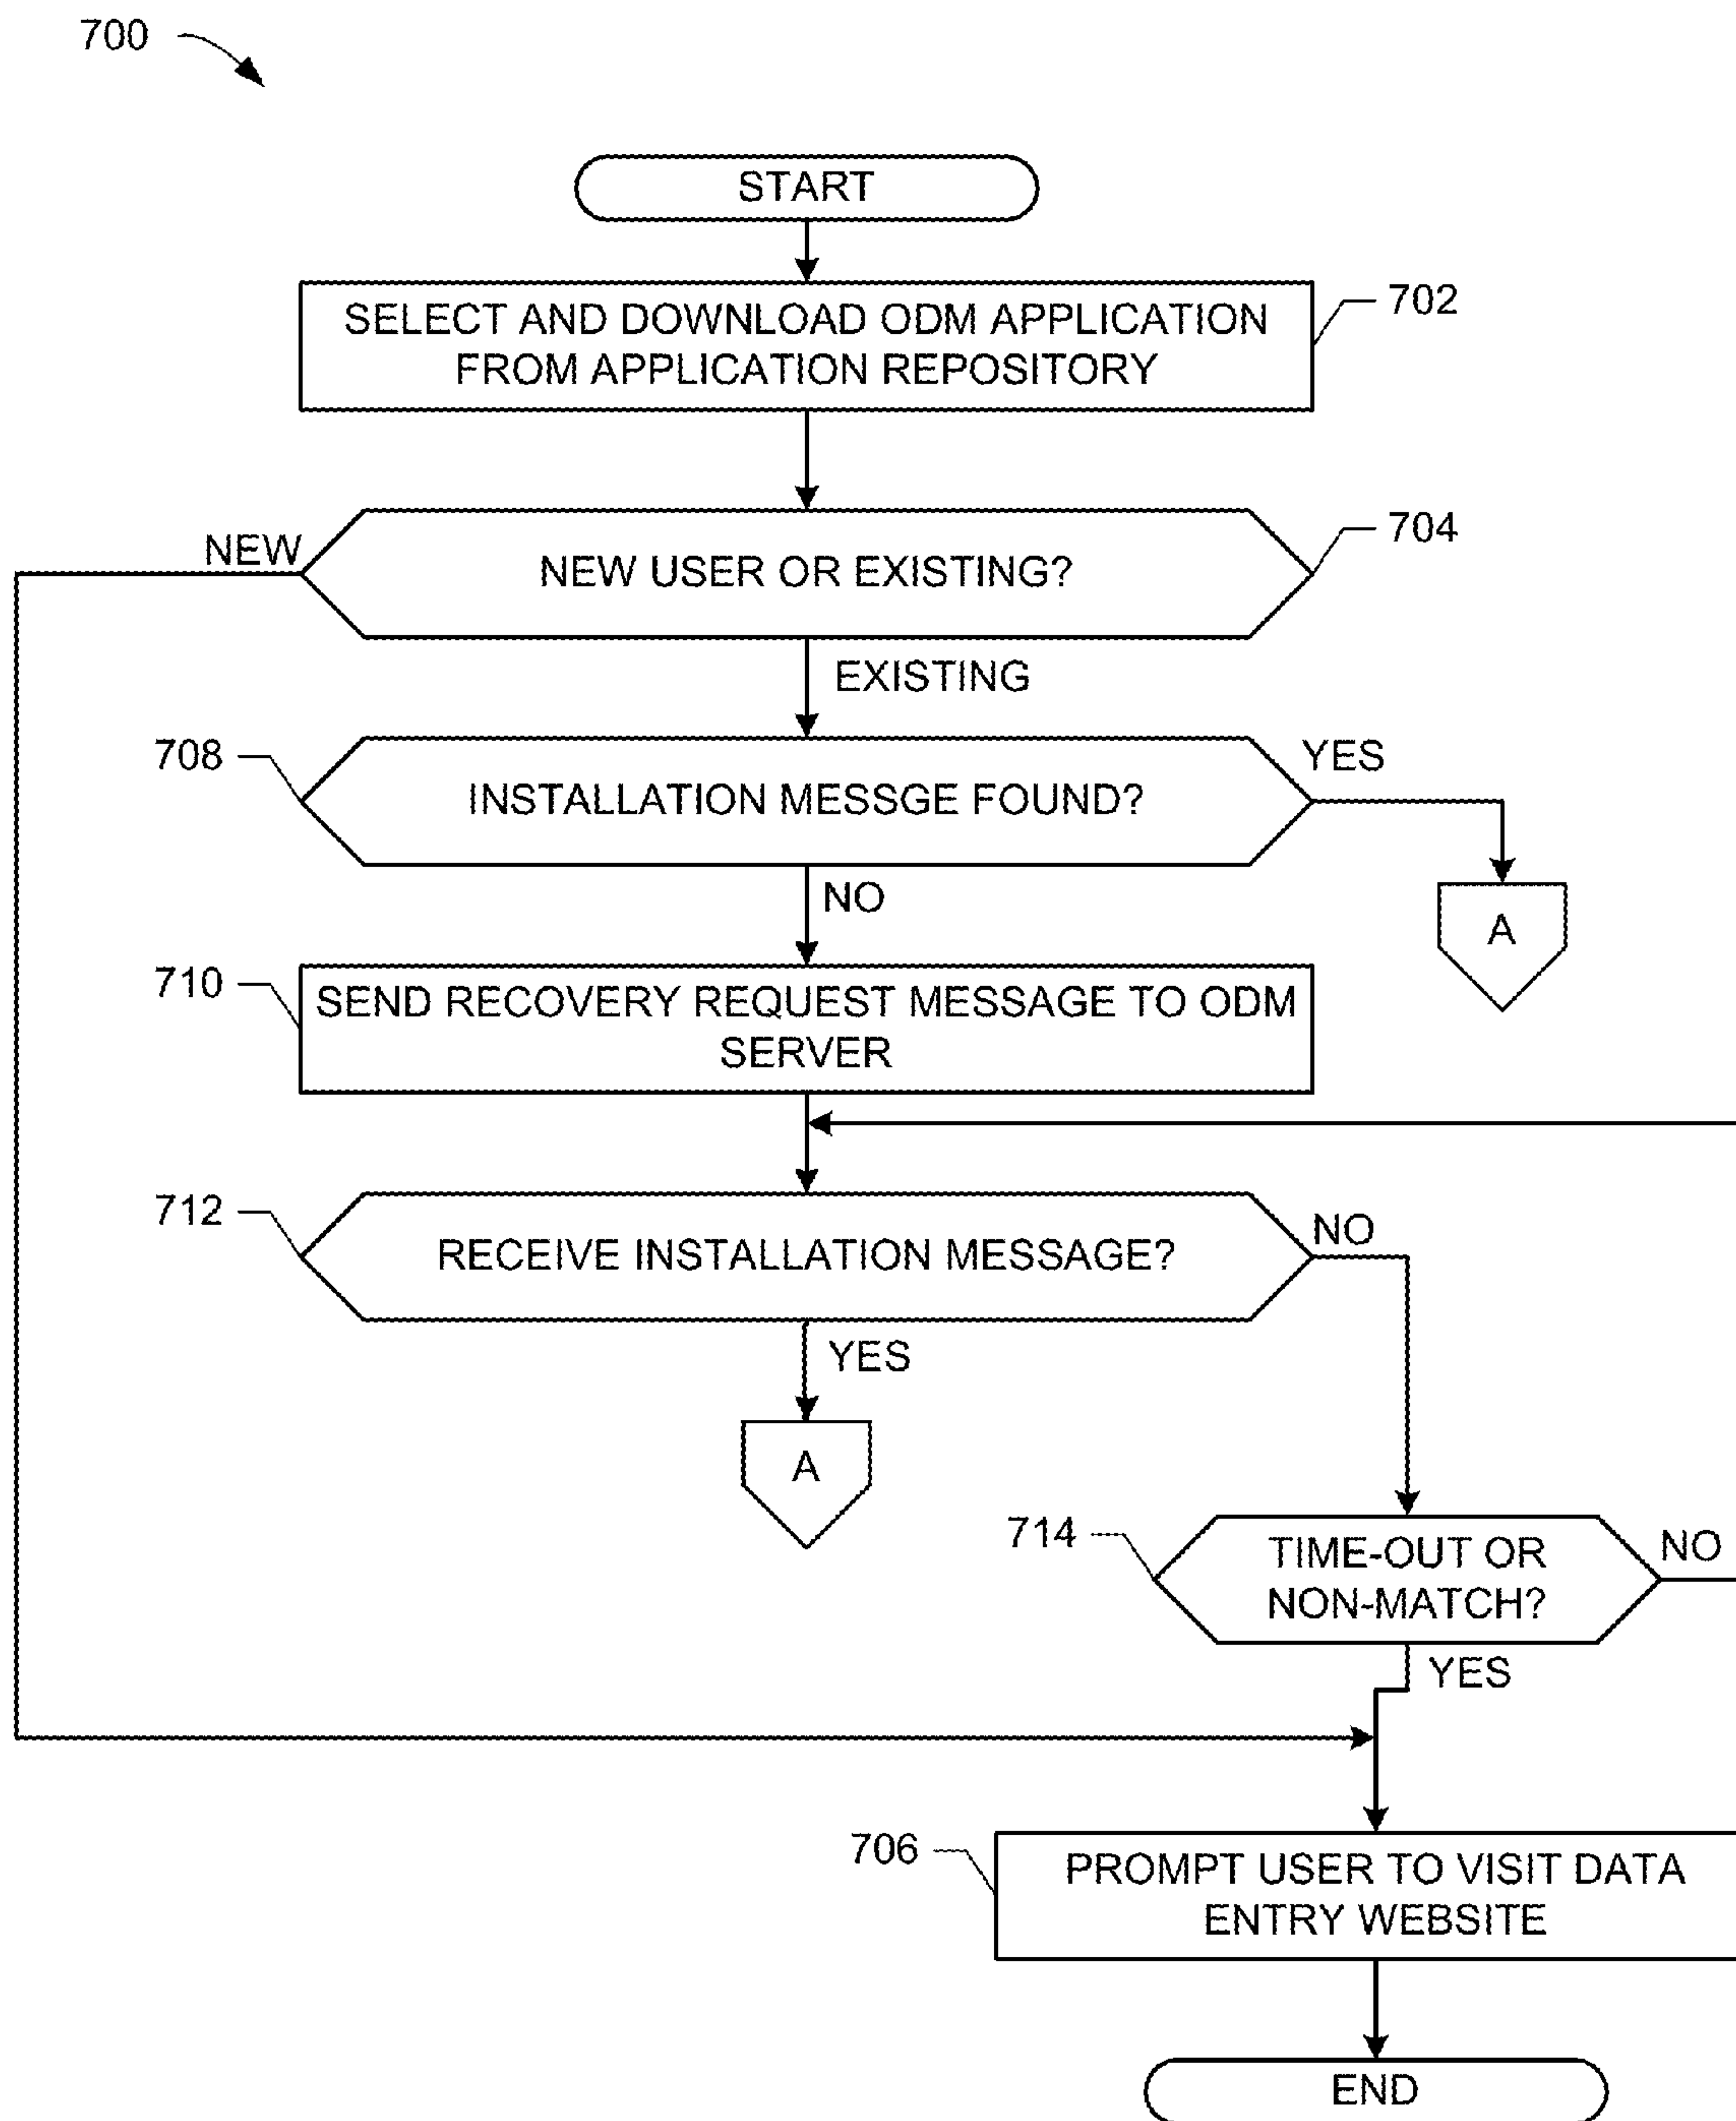 700
START
SELECT AND DOWNLOAD ODM APPLICATION
FROM APPLICATION REPOSITORY
702
NEW
NEW USER OR EXISTING?
704
EXISTING
708
INSTALLATION MESSGE FOUND?
YES
A
NO
710
SEND RECOVERY REQUEST MESSAGE TO ODM
SERVER
712
RECEIVE INSTALLATION MESSAGE?
NO
YES
A
714
TIME-OUT OR
NON-MATCH?
NO
YES
706
PROMPT USER TO VISIT DATA
ENTRY WEBSITE
END